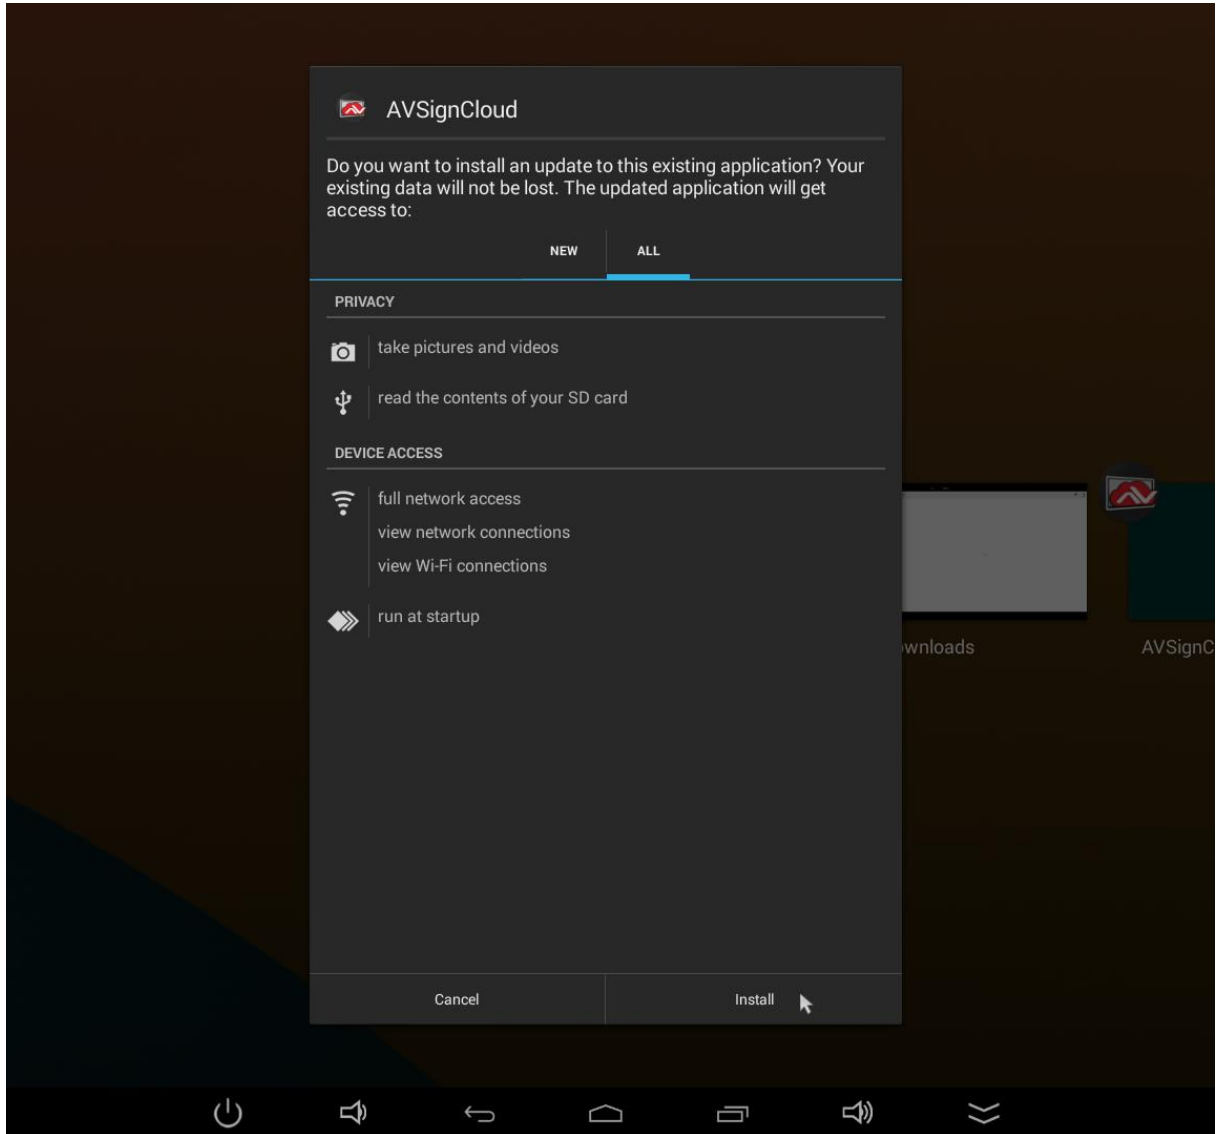 AVSignCloud
Do you want to install an update to this existing application? Your
existing data will not be lost. The updated application will get
access to:
NEW ALL
PRIVACY
take pictures and videos
read the contents of your SD card
DEVICE ACCESS
full network access
view network connections
view Wi-Fi connections
run at startup
wnloads AVSignC
Cancel Install